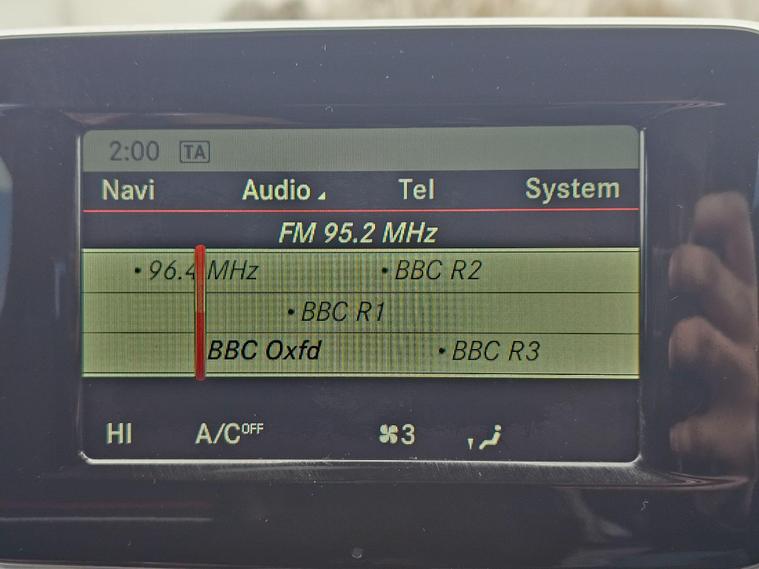 2:00 TA
Navi Audio Tel System
FM 95.2 MHz
•96.4 MHz •BBC R2
•BBC R1
BBC Oxfd •BBC R3
HI A/C OFF 3